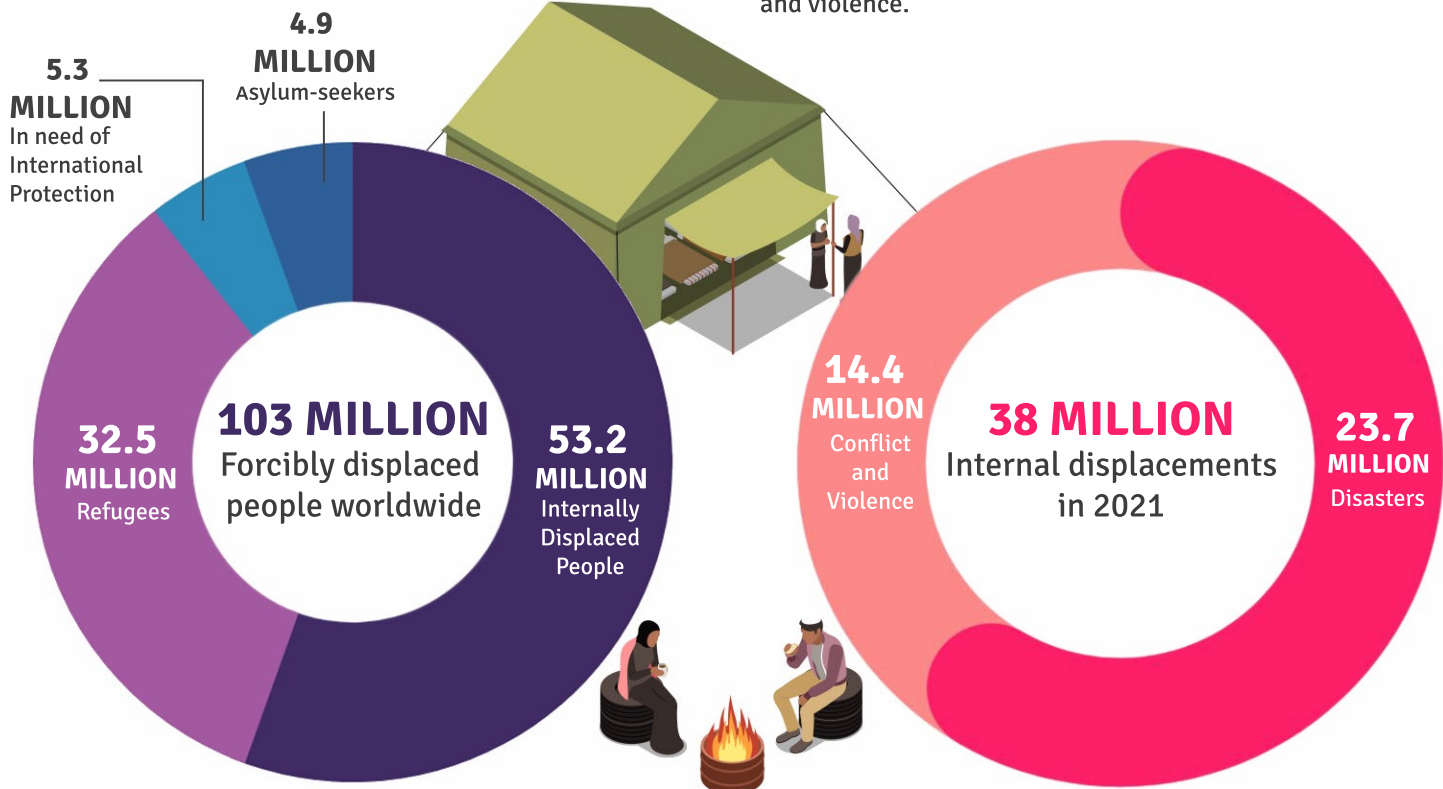 and violence.
4.9
MILLION
Asylum-seekers
5.3
MILLION
In need of
International
Protection
32.5
MILLION
Refugees
103 MILLION
Forcibly displaced
people worldwide
53.2
MILLION
Internally
Displaced
People
14.4
MILLION
Conflict
and
Violence
38 MILLION
Internal displacements
in 2021
23.7
MILLION
Disasters